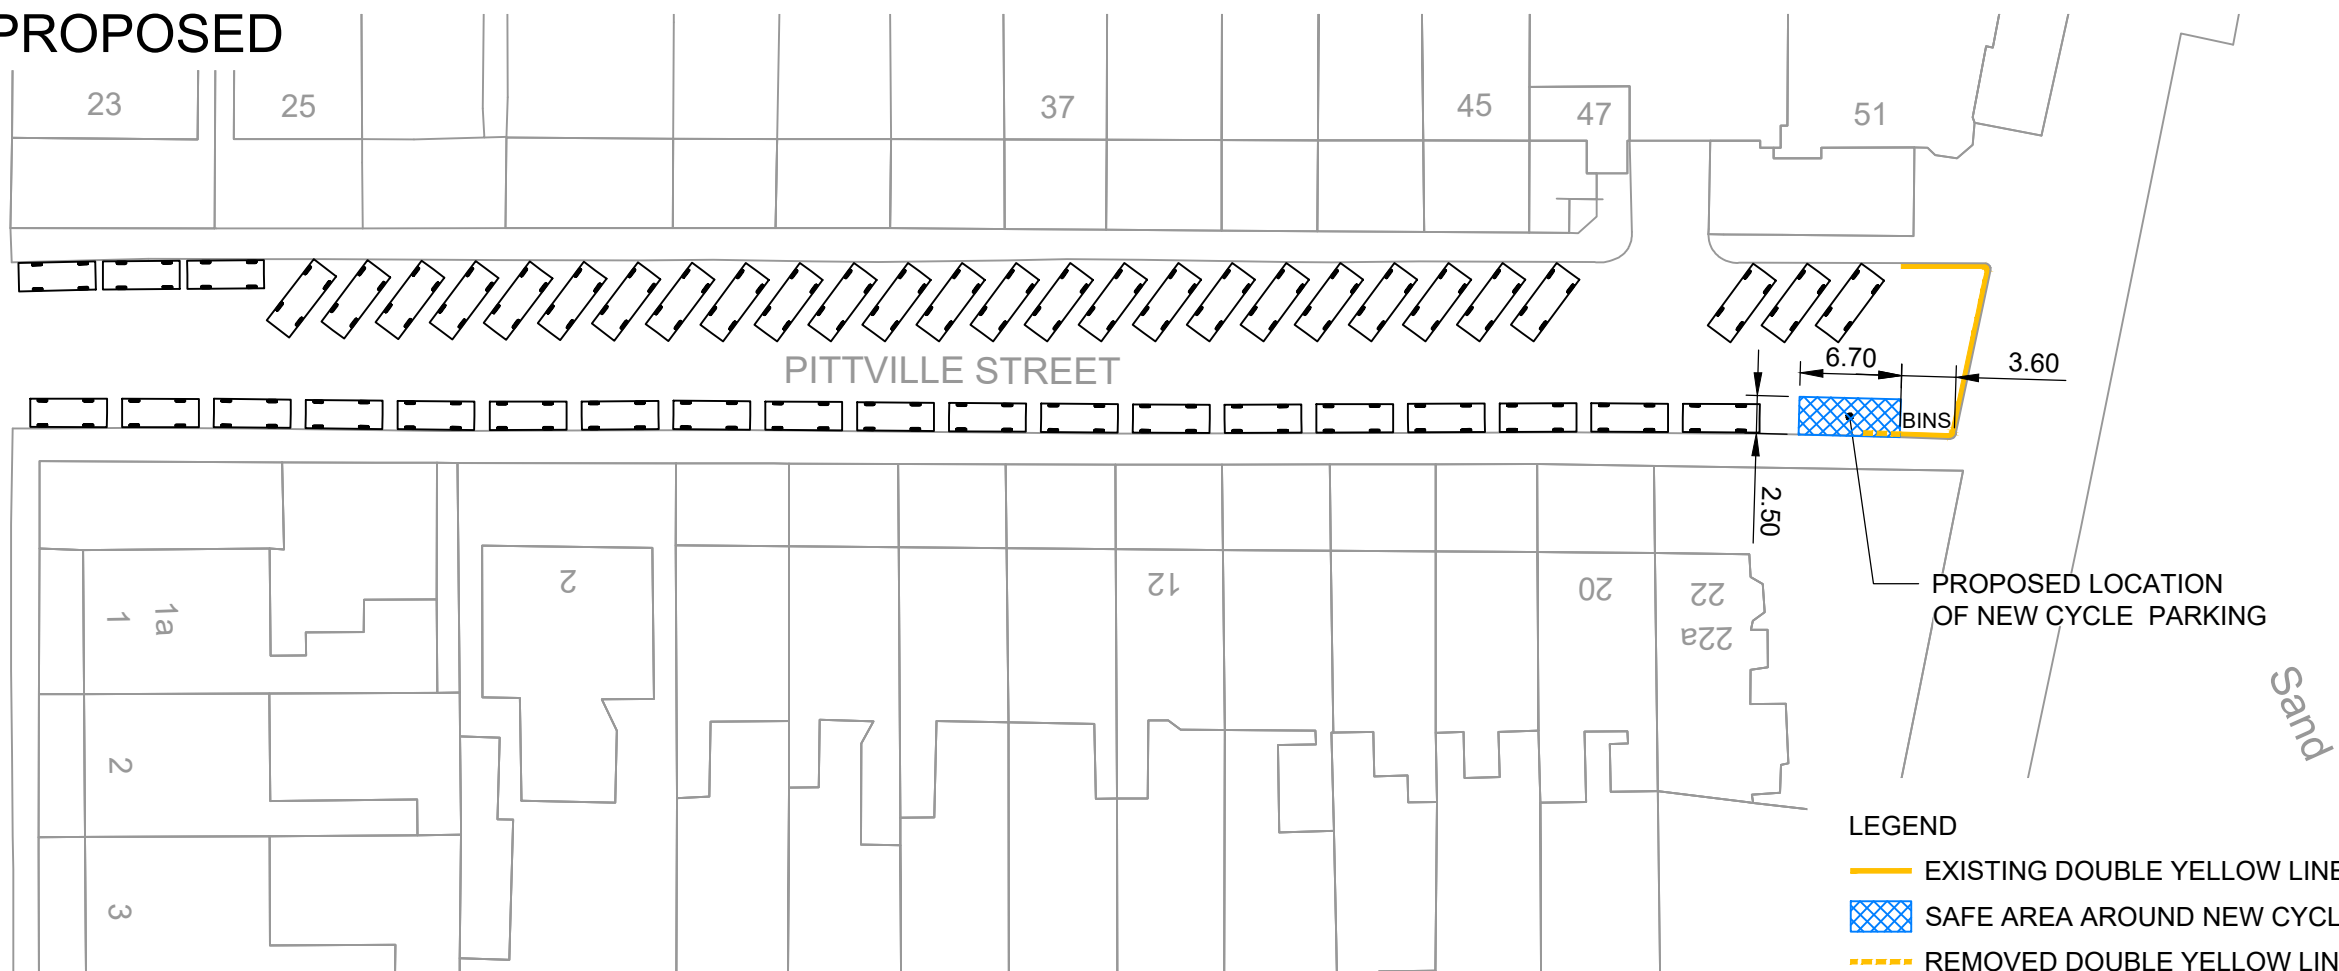 PROPOSED
23
25
37
45
47
51
PITTVILLE STREET
6.70
3.60
BINS
2.50
PROPOSED LOCATION
OF NEW CYCLE PARKING
1
1a
2
12
20
22
22a
2
3
Sand
LEGEND
EXISTING DOUBLE YELLOW LINE
SAFE AREA AROUND NEW CYCL
REMOVED DOUBLE YELLOW LIN